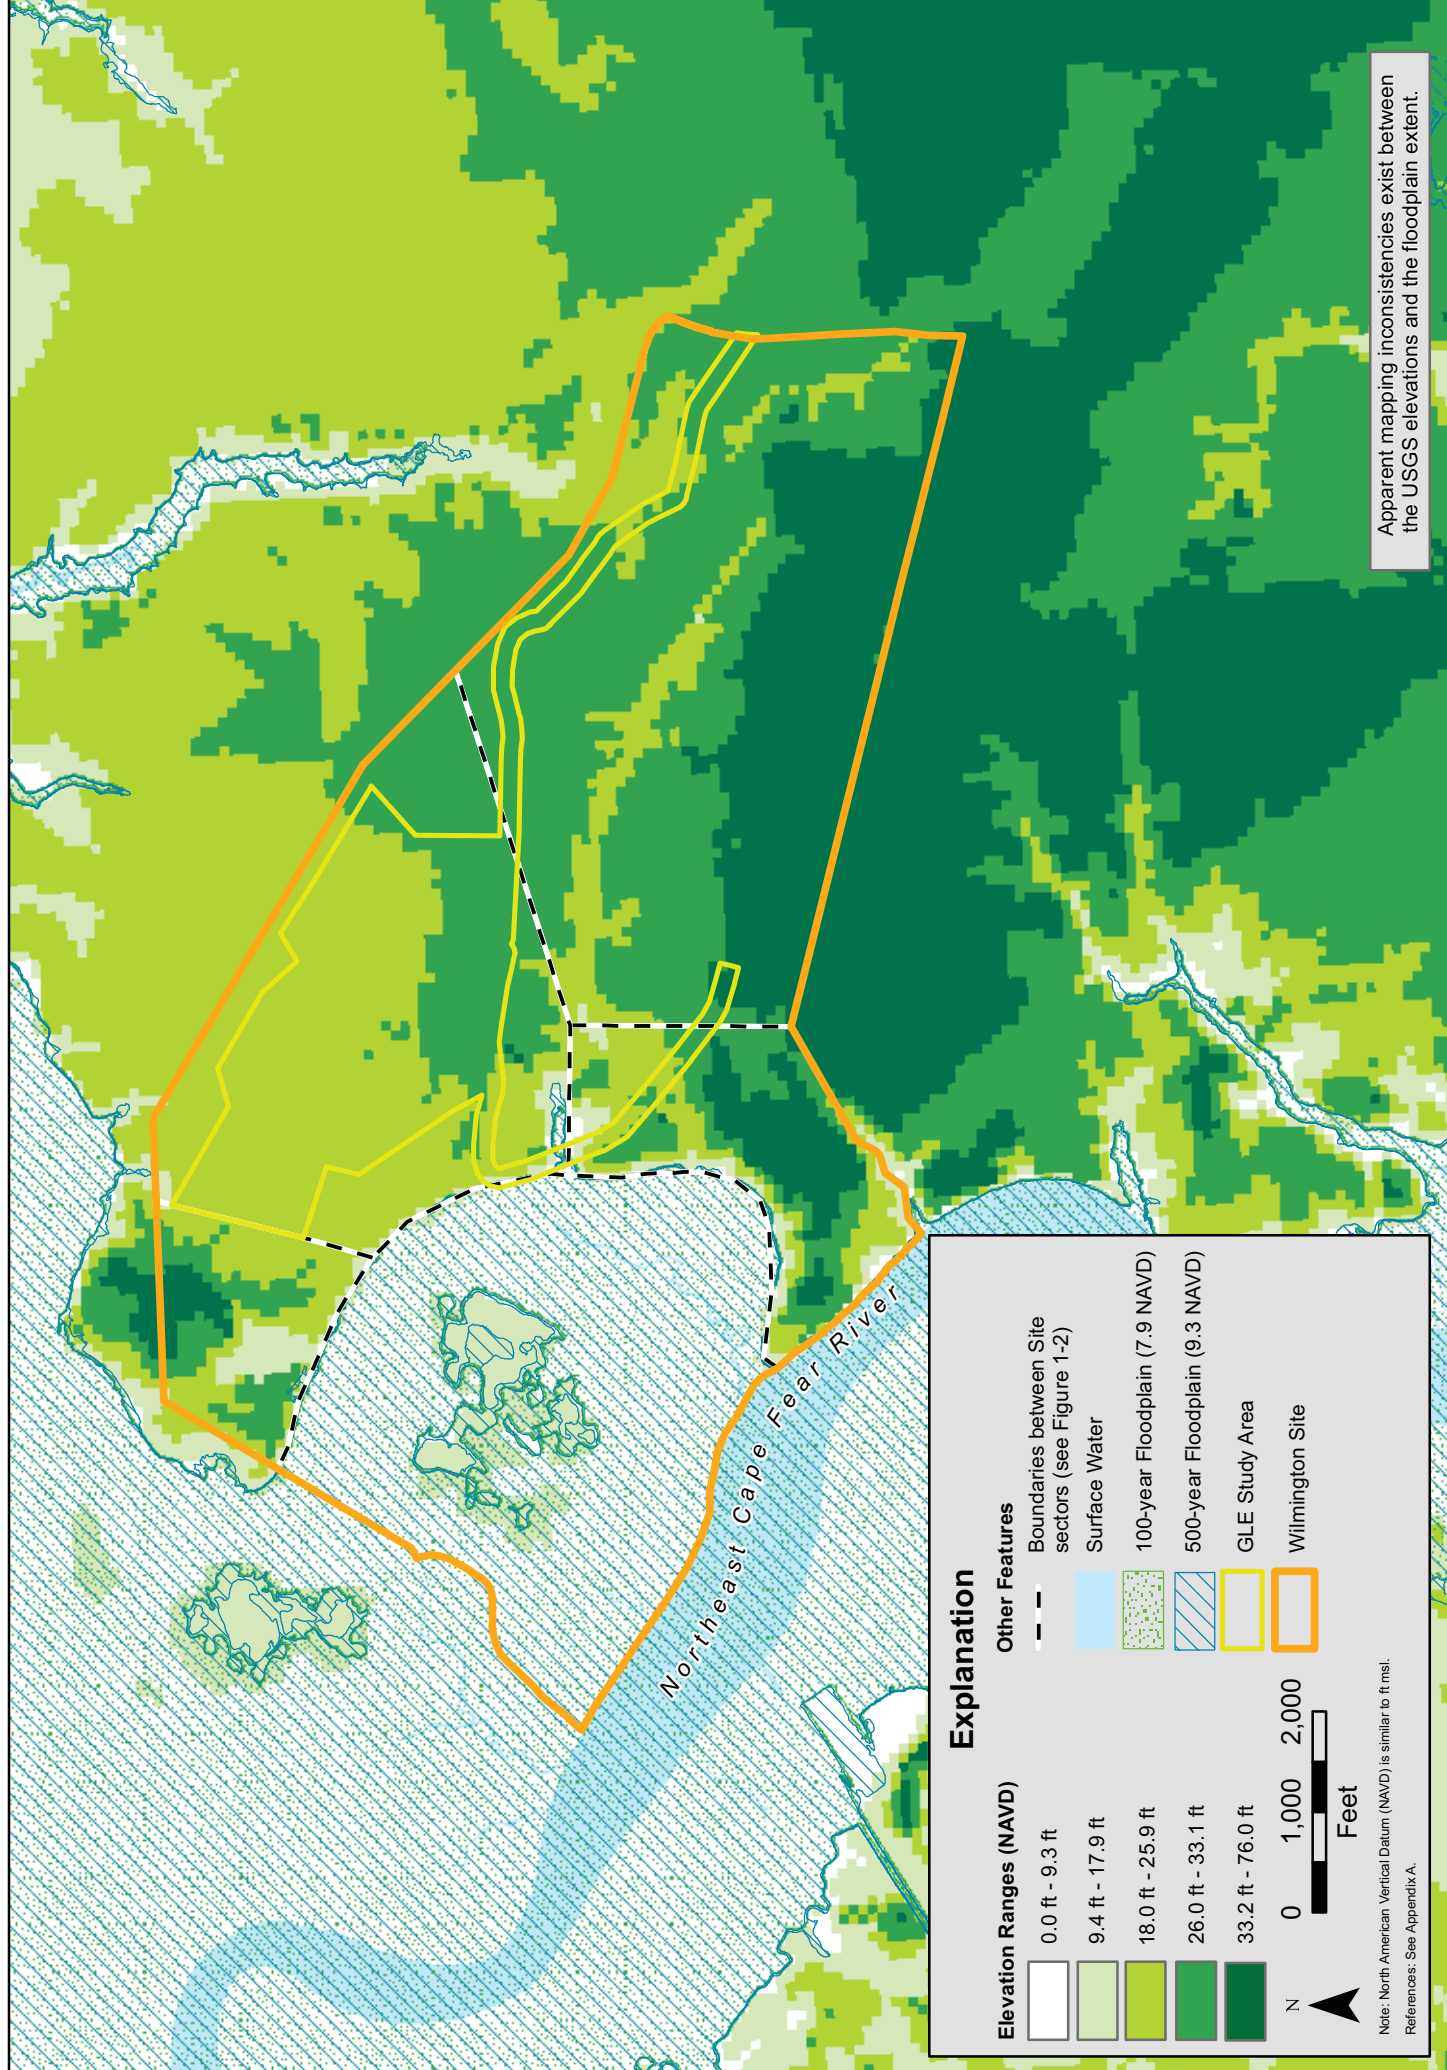 Apparent mapping inconsistencies exist between
the USGS elevations and the floodplain extent.
Northeast Cape Fear River
Explanation
Elevation Ranges (NAVD)
0.0 ft - 9.3 ft
9.4 ft - 17.9 ft
18.0 ft - 25.9 ft
26.0 ft - 33.1 ft
33.2 ft - 76.0 ft
Other Features
Boundaries between Site
sectors (see Figure 1-2)
Surface Water
100-year Floodplain (7.9 NAVD)
500-year Floodplain (9.3 NAVD)
GLE Study Area
Wilmington Site
N
0 1,000 2,000
Feet
Note: North American Vertical Datum (NAVD) is similar to ft msl.
References: See Appendix A.